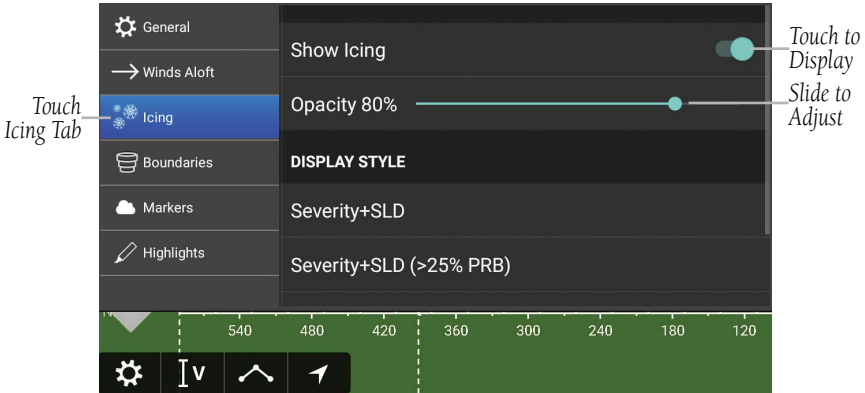 General
Winds Aloft
Icing
Boundaries
Markers
Highlights
Show Icing
Opacity 80%
DISPLAY STYLE
Severity+SLD
Severity+SLD (>25% PRB)
Touch
Icing Tab
Touch to
Display
Slide to
Adjust
540 480 420 360 300 240 180 120
V